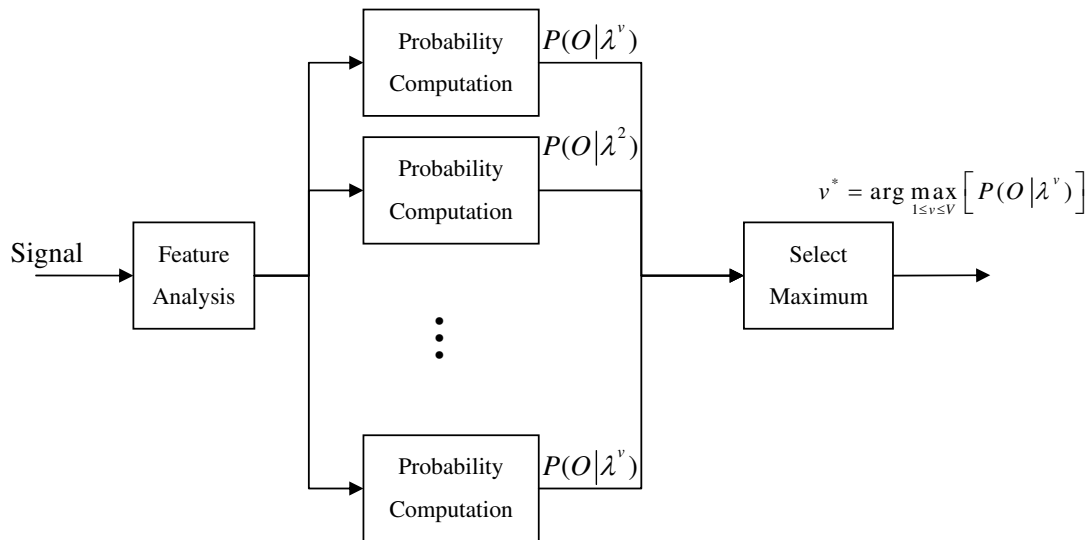 Probability
Computation
P(O|λ^v)
Probability
Computation
P(O|λ^2)
v* = arg max_{1≤v≤V} [P(O|λ^v)]
Signal
Feature
Analysis
Select
Maximum
Probability
Computation
P(O|λ^v)